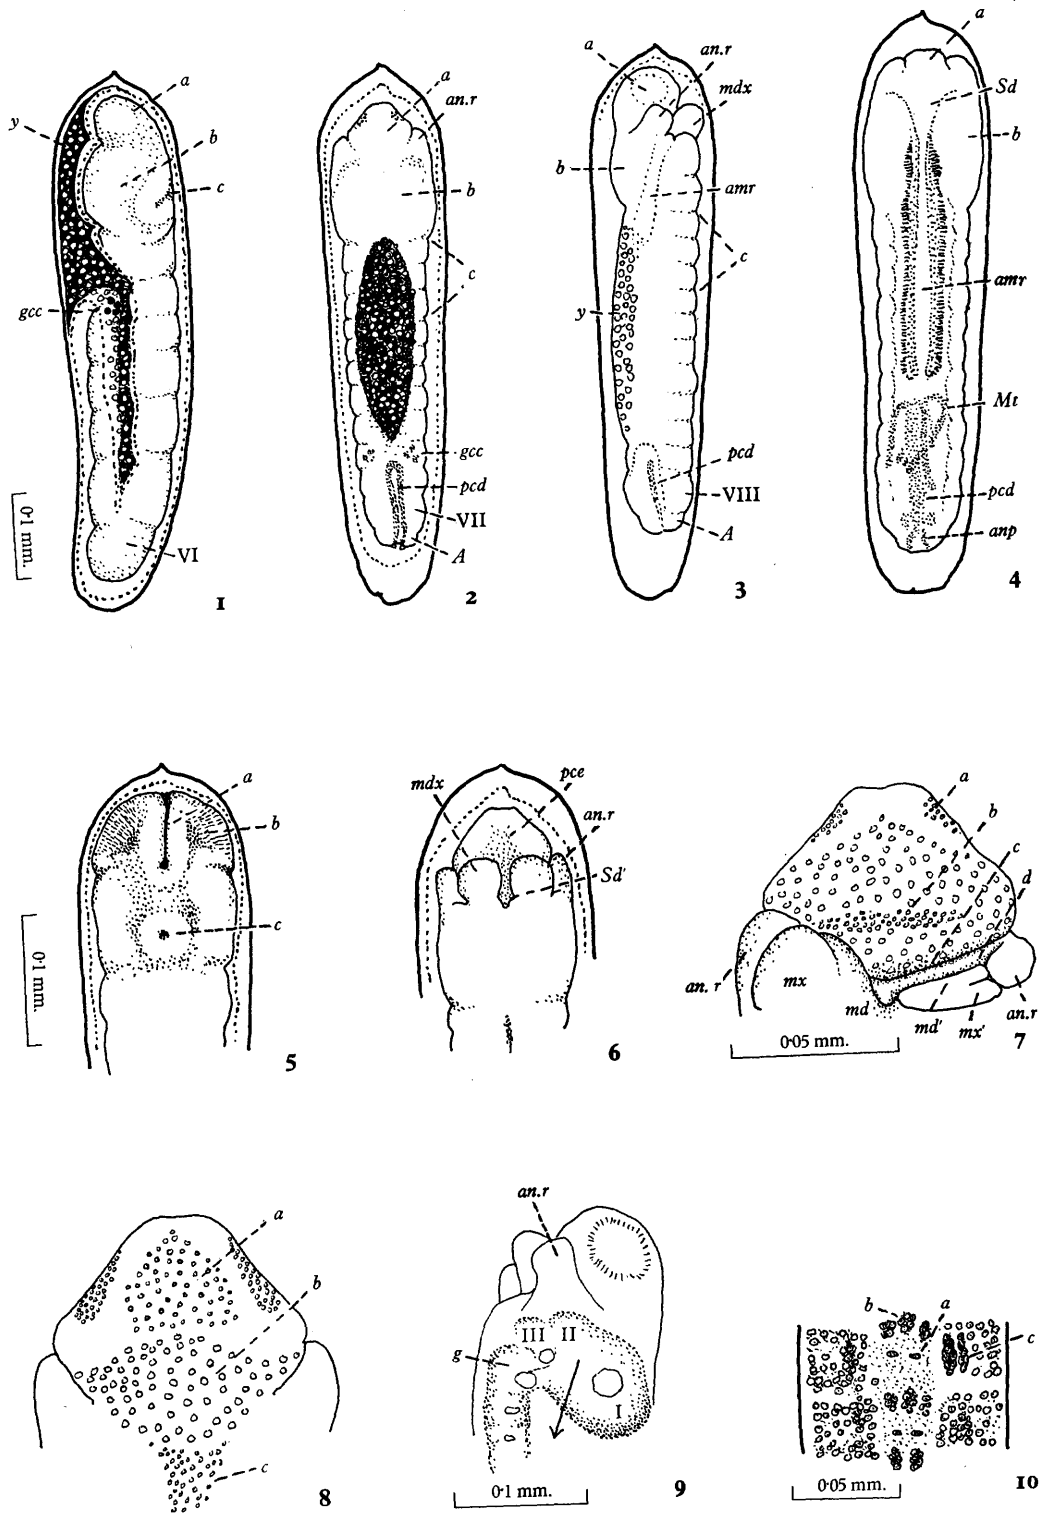 a
y
b
c
gcc
VI
0·1 mm.
1
a
an.r
b
c
gcc
pcd
VII
A
2
a
an.r
mdx
b
amr
c
y
pcd
VIII
A
3
a
Sd
b
amr
Mt
pcd
anp
4
a
b
c
0·1 mm.
5
mdx
pce
an.r
Sd'
6
a
b
c
d
an. r
mx
md
md'
mx'
an.r
0·05 mm.
7
a
b
c
8
an.r
III
II
g
I
0·1 mm.
9
b
a
c
0·05 mm.
10